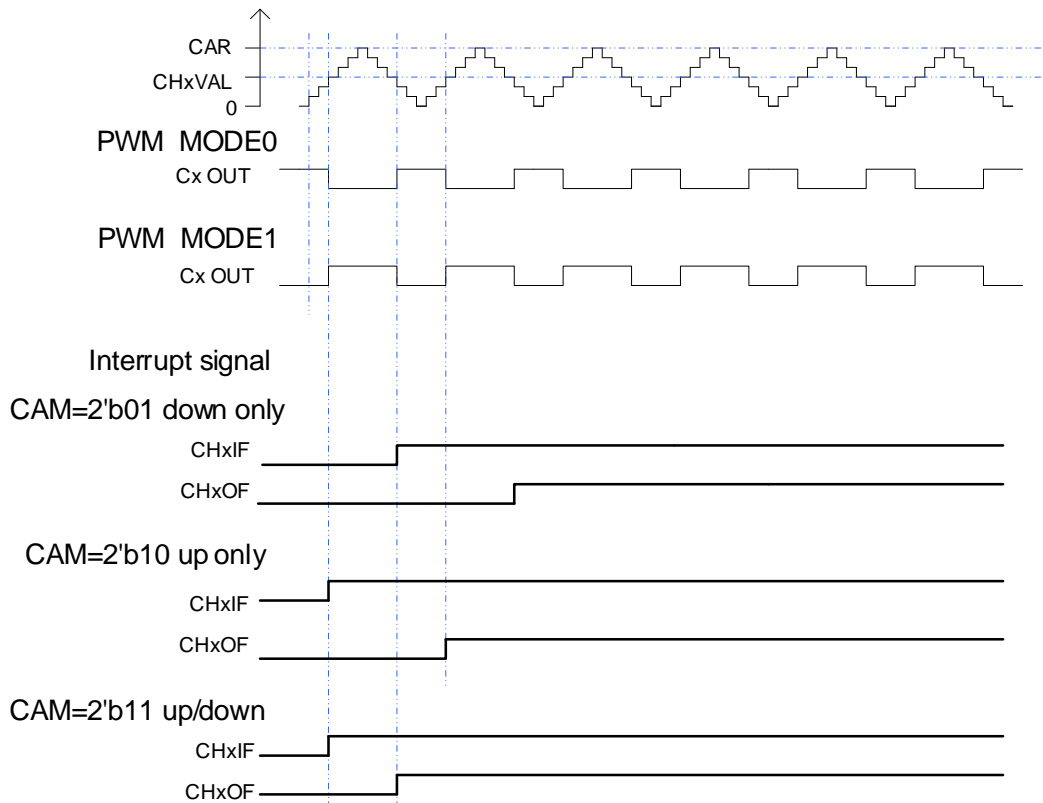 CAR
CHxVAL
0
PWM MODE0
Cx OUT
PWM MODE1
Cx OUT
Interrupt signal
CAM=2'b01 down only
CHxIF
CHxOF
CAM=2'b10 up only
CHxIF
CHxOF
CAM=2'b11 up/down
CHxIF
CHxOF